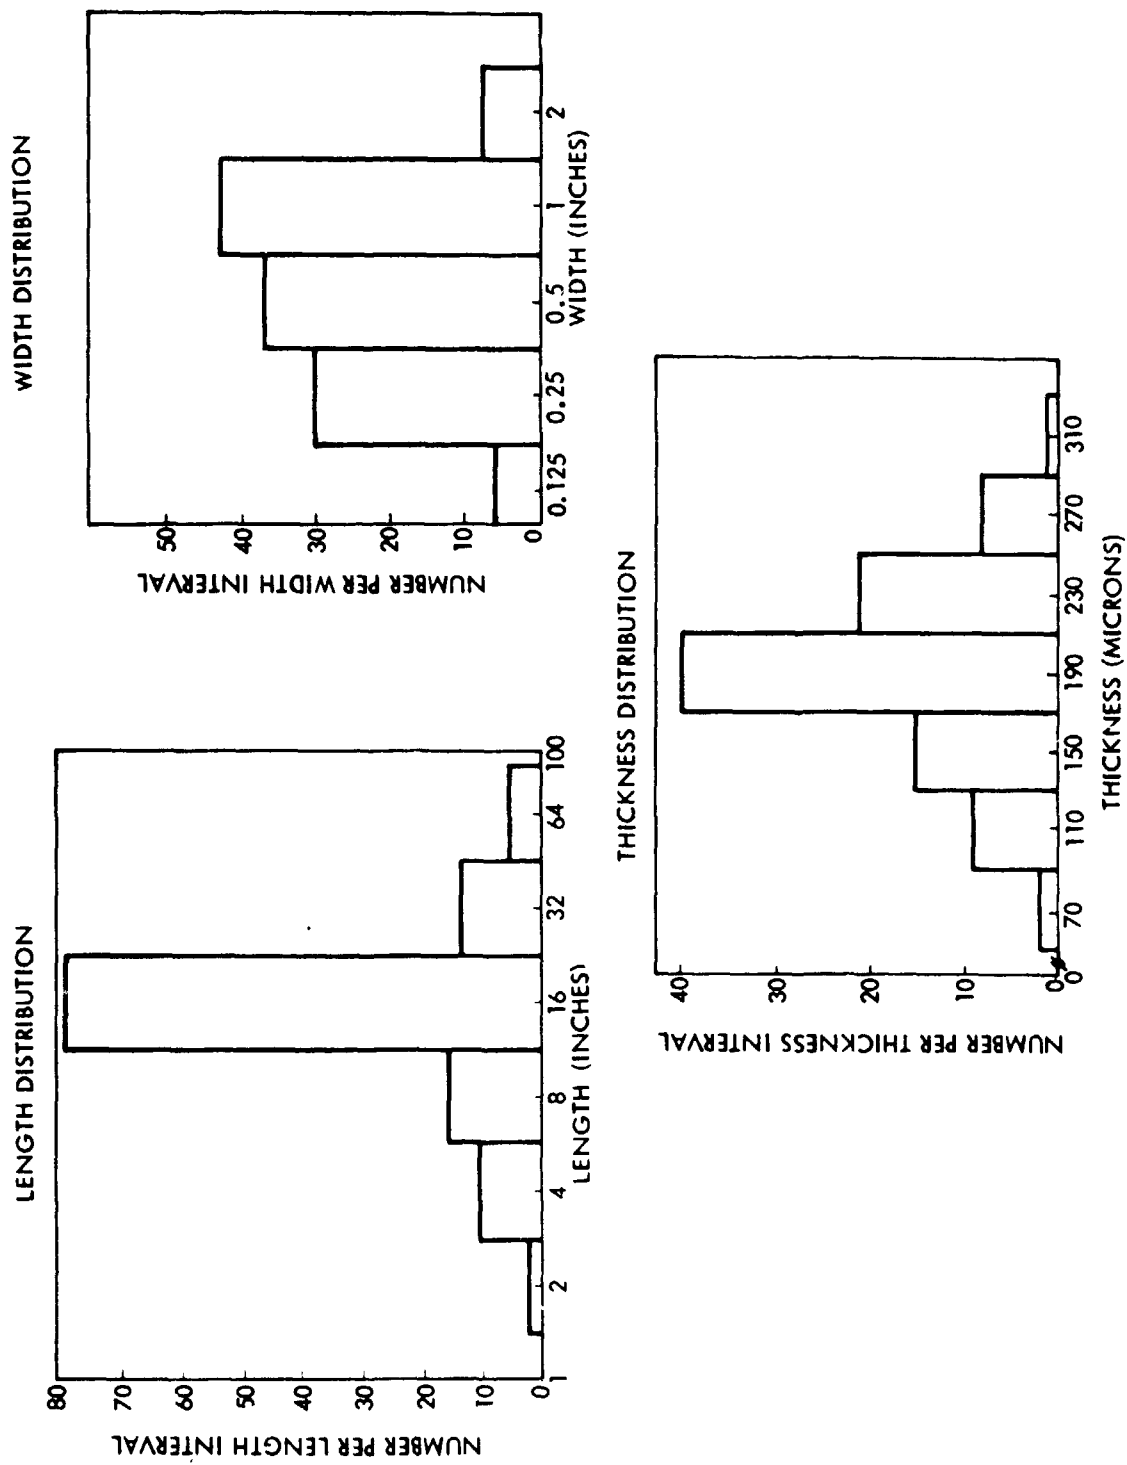 LENGTH DISTRIBUTION
NUMBER PER LENGTH INTERVAL
80
70
60
50
40
30
20
10
0
1 2 4 8 16 32 64 100
LENGTH (INCHES)
WIDTH DISTRIBUTION
NUMBER PER WIDTH INTERVAL
50
40
30
20
10
0
0.125 0.25 0.5 1 2
WIDTH (INCHES)
THICKNESS DISTRIBUTION
NUMBER PER THICKNESS INTERVAL
40
30
20
10
0
0 70 110 150 190 230 270 310
THICKNESS (MICRONS)